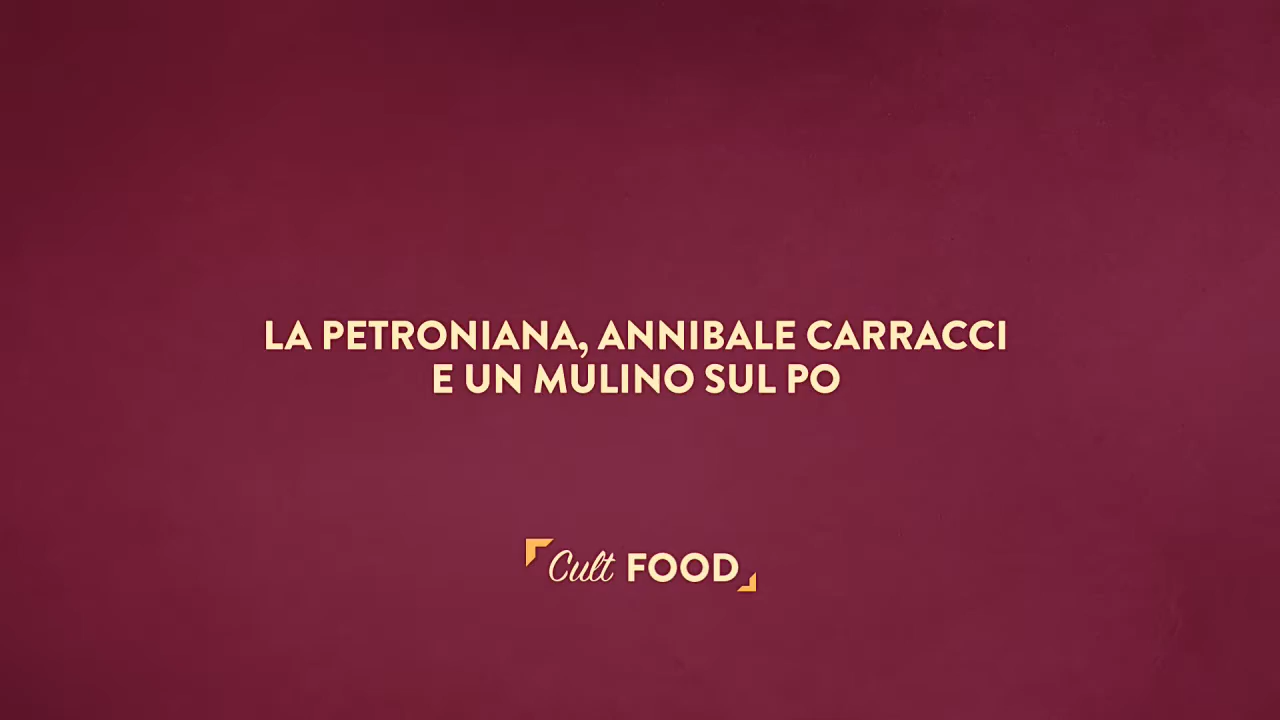 LA PETRONIANA, ANNIBALE CARRACCI
E UN MULINO SUL PO
Cult FOOD